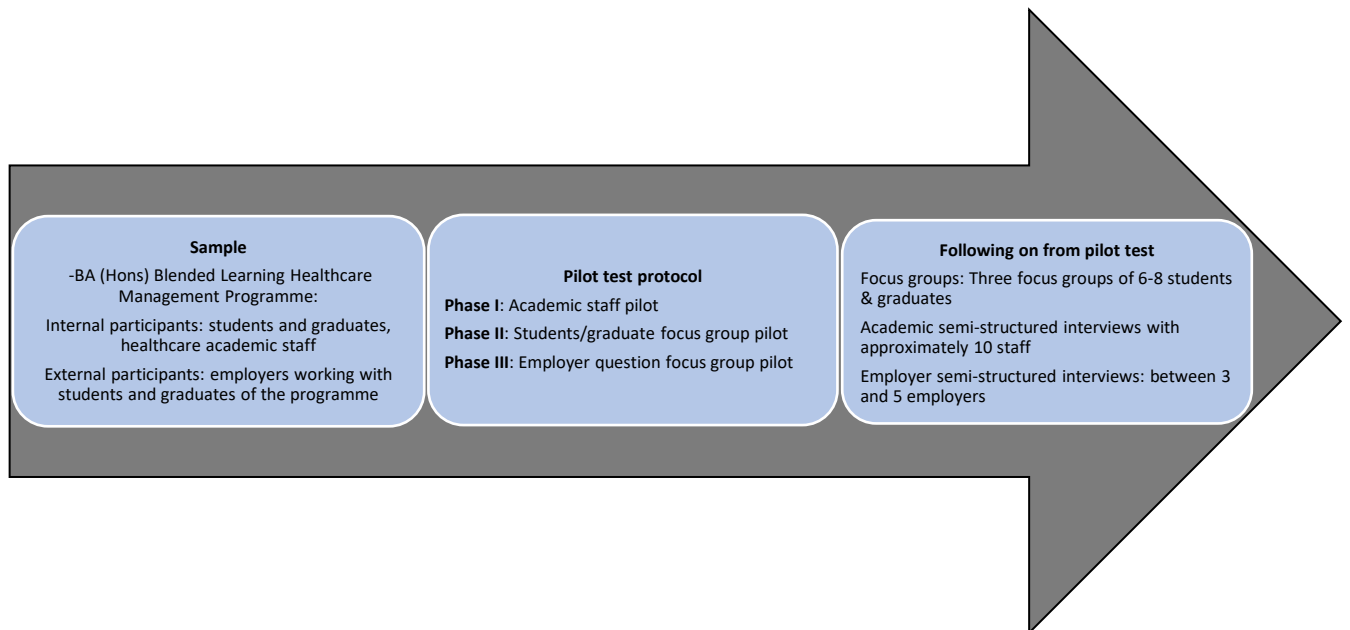 Sample
-BA (Hons) Blended Learning Healthcare
Management Programme:
Internal participants: students and graduates,
healthcare academic staff
External participants: employers working with
students and graduates of the programme
Pilot test protocol
Phase I: Academic staff pilot
Phase II: Students/graduate focus group pilot
Phase III: Employer question focus group pilot
Following on from pilot test
Focus groups: Three focus groups of 6-8 students
& graduates
Academic semi-structured interviews with
approximately 10 staff
Employer semi-structured interviews: between 3
and 5 employers